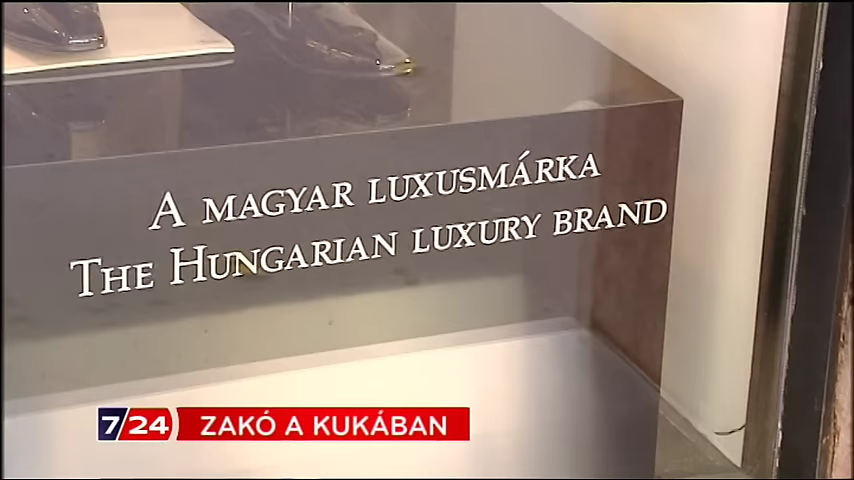 A MAGYAR LUXUSMÁRKA
THE HUNGARIAN LUXURY BRAND
7/24 ZAKÓ A KUKÁBAN